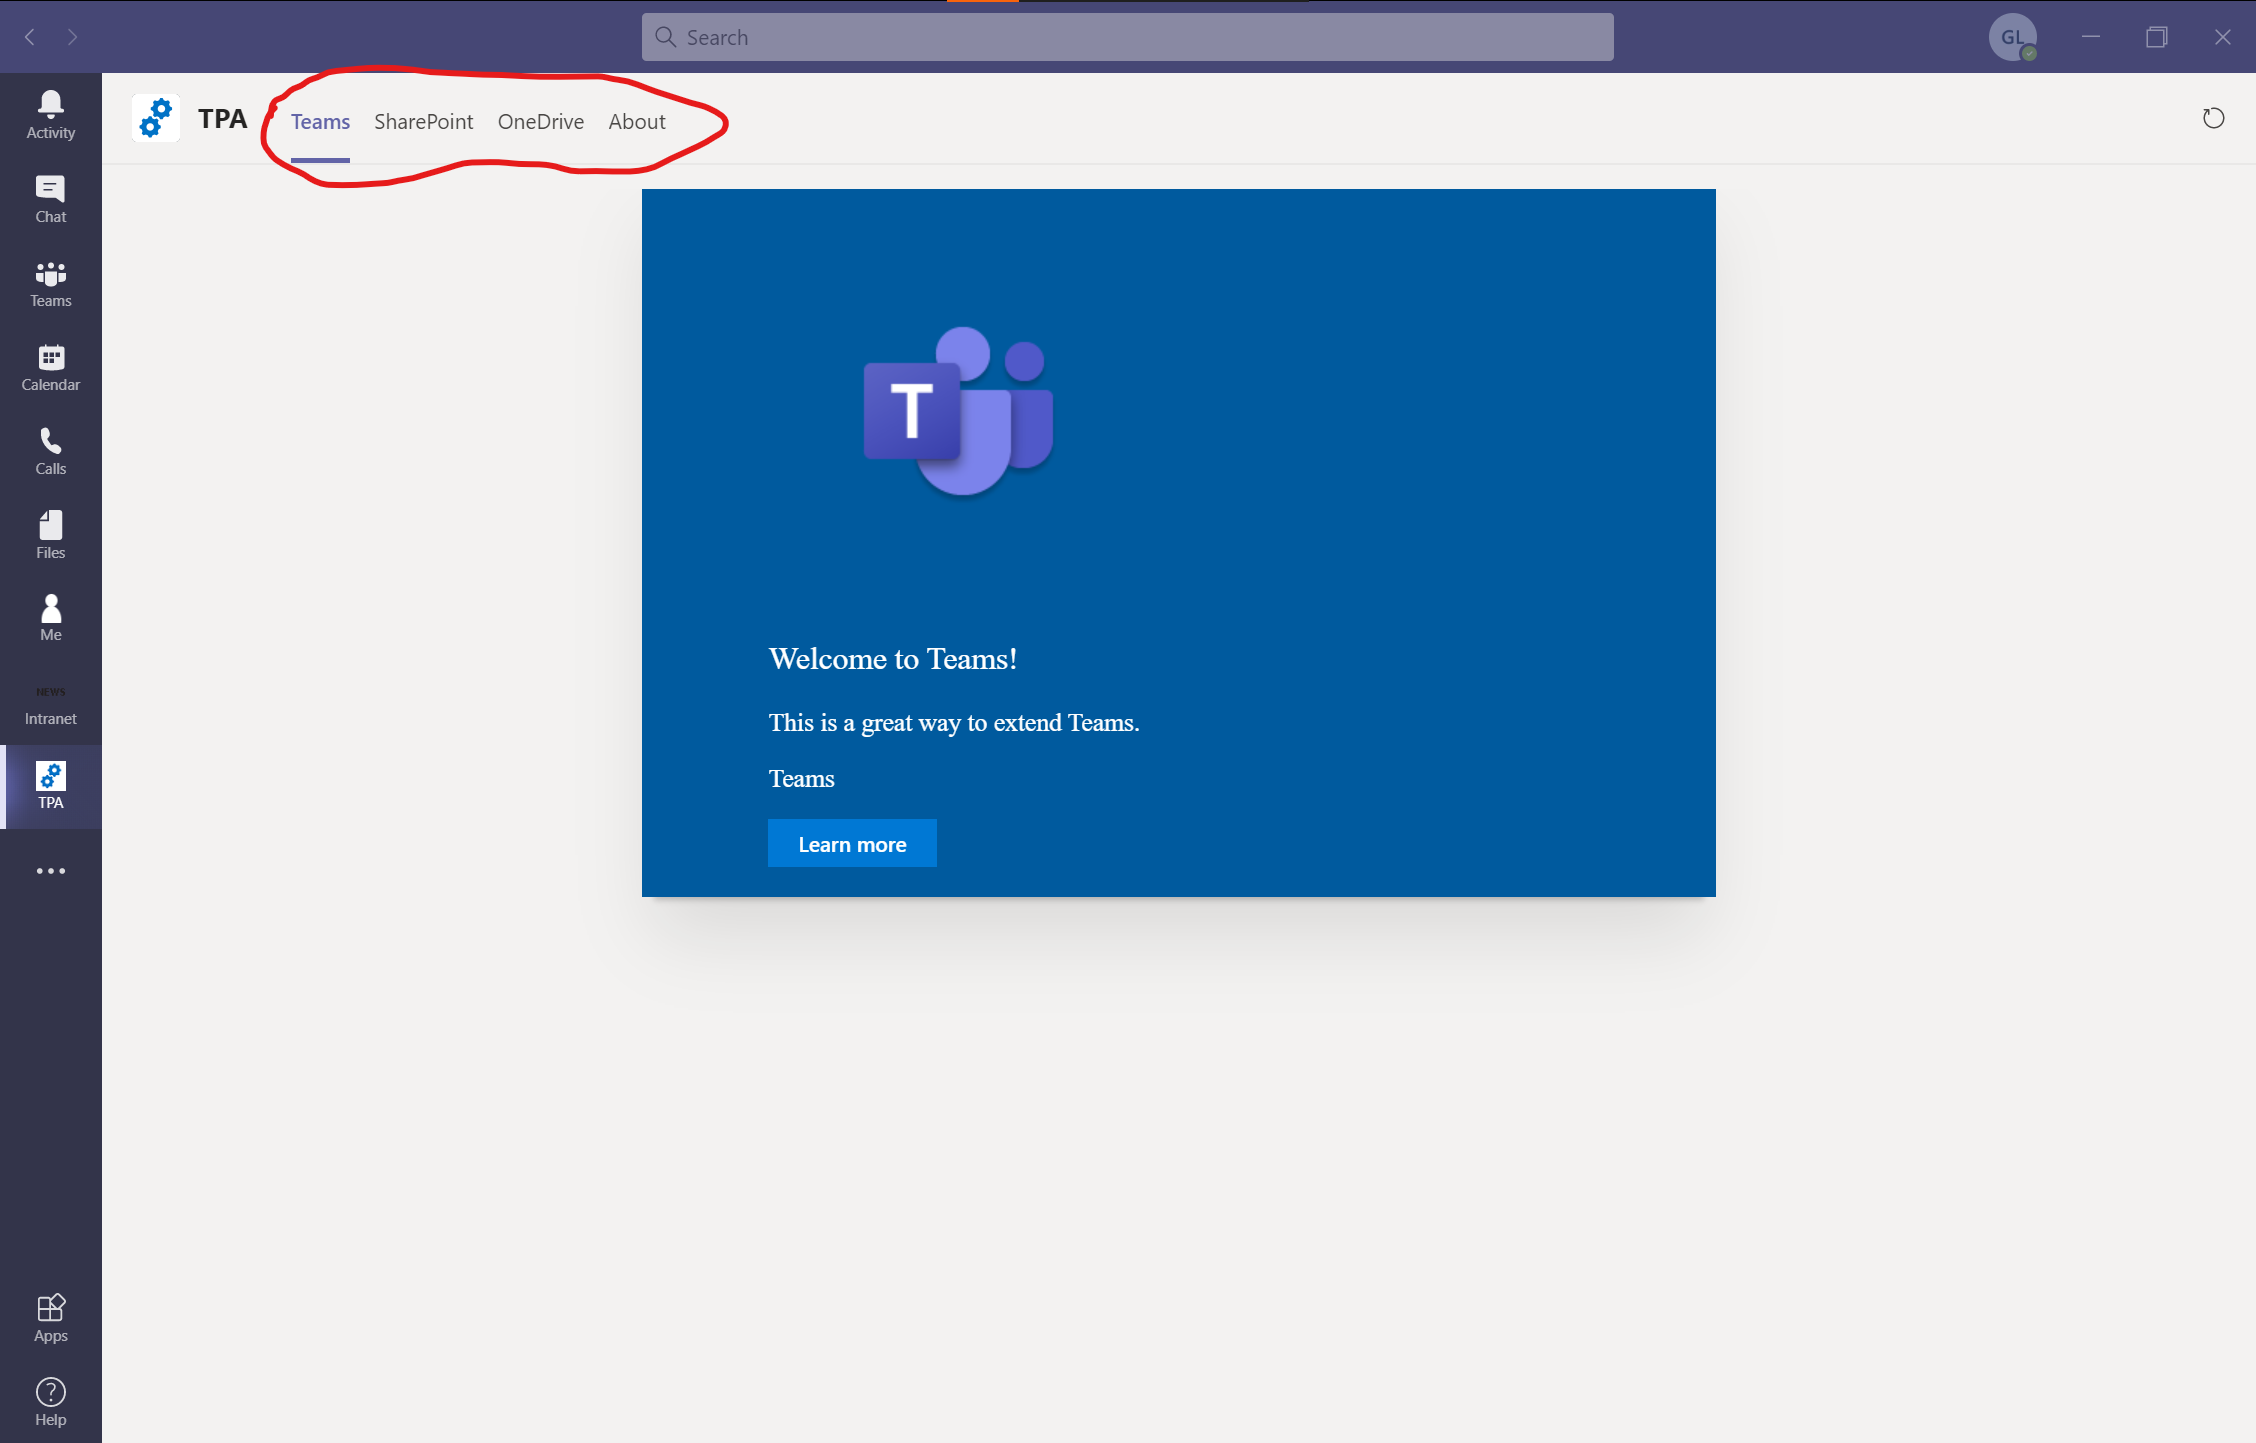 Search
GL
TPA Teams SharePoint OneDrive About
Activity
Chat
Teams
Calendar
Calls
Files
Me
NEWS
Intranet
TPA
Apps
Help
T
Welcome to Teams!
This is a great way to extend Teams.
Teams
Learn more